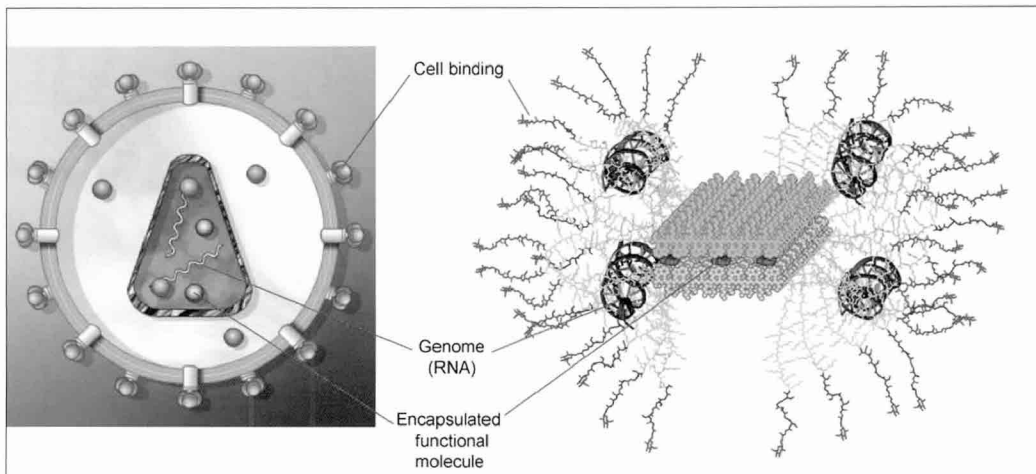 Cell binding
Genome
(RNA)
Encapsulated
functional
molecule